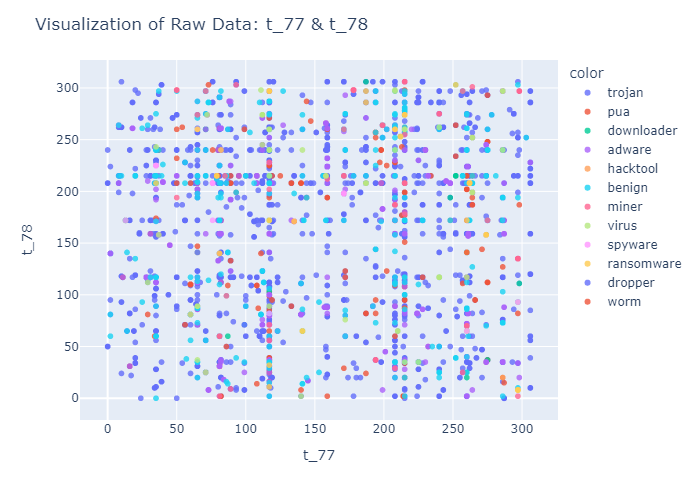 Visualization of Raw Data: t_77 & t_78
color
trojan
pua
downloader
adware
hacktool
benign
miner
virus
spyware
ransomware
dropper
worm
t_78
300
250
200
150
100
50
0
0 50 100 150 200 250 300
t_77